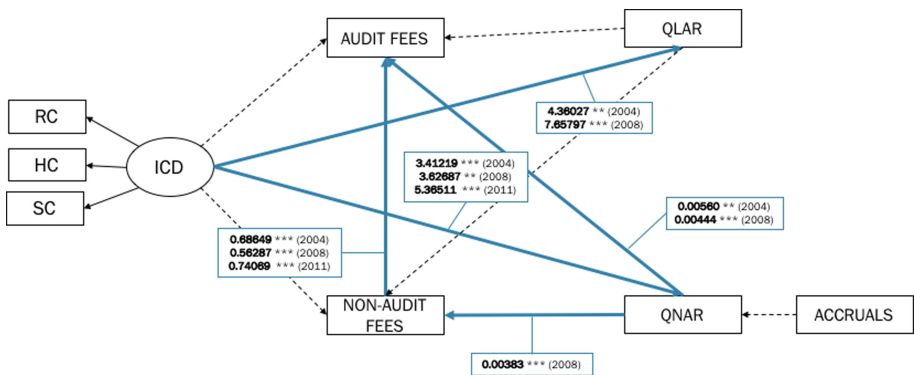 AUDIT FEES
QLAR
4.36027 ** (2004)
7.65797 *** (2008)
RC
HC
SC
ICD
3.41219 *** (2004)
3.62687 ** (2008)
5.36511 *** (2011)
0.00560 ** (2004)
0.00444 *** (2008)
0.68649 *** (2004)
0.56287 *** (2008)
0.74069 *** (2011)
NON-AUDIT
FEES
QNAR
ACCRUALS
0.00383 *** (2008)